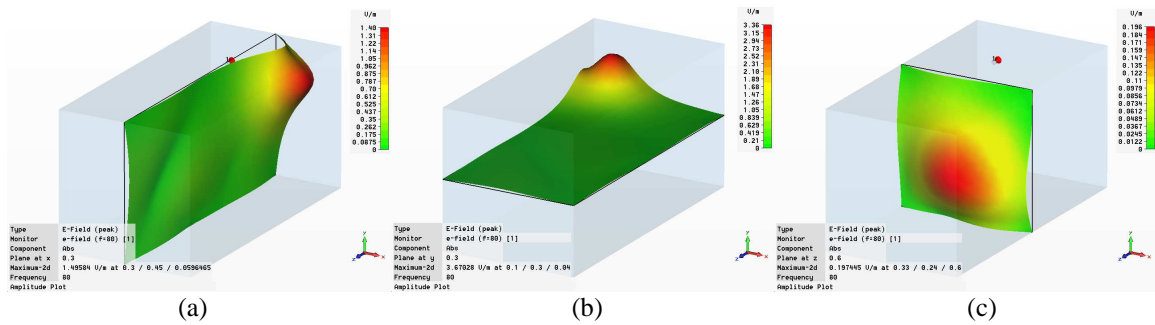 V/m
1.40
1.31
1.22
1.14
1.05
0.962
0.875
0.787
0.70
0.612
0.525
0.437
0.35
0.262
0.175
0.0875
0
Type E-Field (peak)
Monitor e-field (f=80) [1]
Component Abs
Plane at x 0.3
Maximum-2d 1.49584 V/m at 0.3 / 0.45 / 0.0596465
Frequency 80
Amplitude Plot
y
z
x
(a)
V/m
3.36
3.15
2.94
2.73
2.52
2.31
2.1
1.89
1.68
1.47
1.26
1.05
0.839
0.629
0.42
0.21
0
Type E-Field (peak)
Monitor e-field (f=80) [1]
Component Abs
Plane at y 0.3
Maximum-2d 3.67028 V/m at 0.1 / 0.3 / 0.04
Frequency 80
Amplitude Plot
y
z
x
(b)
V/m
0.196
0.184
0.171
0.159
0.147
0.135
0.122
0.11
0.0979
0.0856
0.0734
0.0612
0.0489
0.0367
0.0245
0.0122
0
Type E-Field (peak)
Monitor e-field (f=80) [1]
Component Abs
Plane at z 0.6
Maximum-2d 0.197445 V/m at 0.33 / 0.24 / 0.6
Frequency 80
Amplitude Plot
y
z
x
(c)